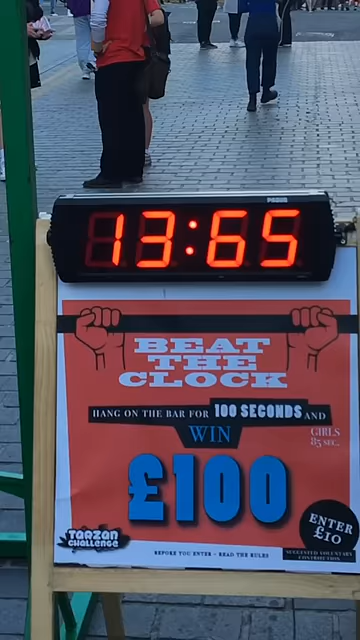 13:65
BEAT
THE
CLOCK
HANG ON THE BAR FOR 100 SECONDS AND
WIN
GIRLS
85 SEC.
£100
TARZAN
CHALLENGE
BEFORE YOU ENTER - READ THE RULES
ENTER
£10
SUGGESTED VOLUNTARY
CONTRIBUTION